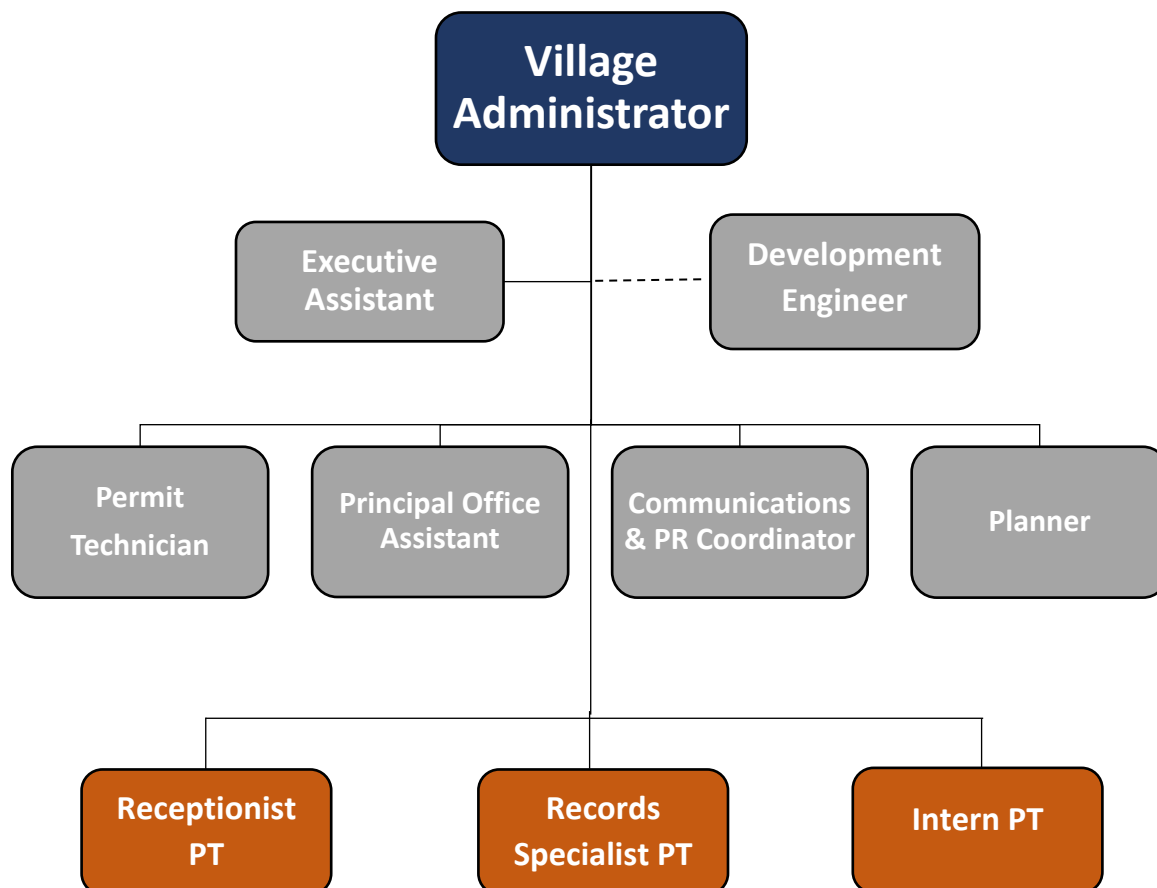 Village
Administrator
Executive
Assistant
Development
Engineer
Permit
Technician
Principal Office
Assistant
Communications
& PR Coordinator
Planner
Receptionist
PT
Records
Specialist PT
Intern PT